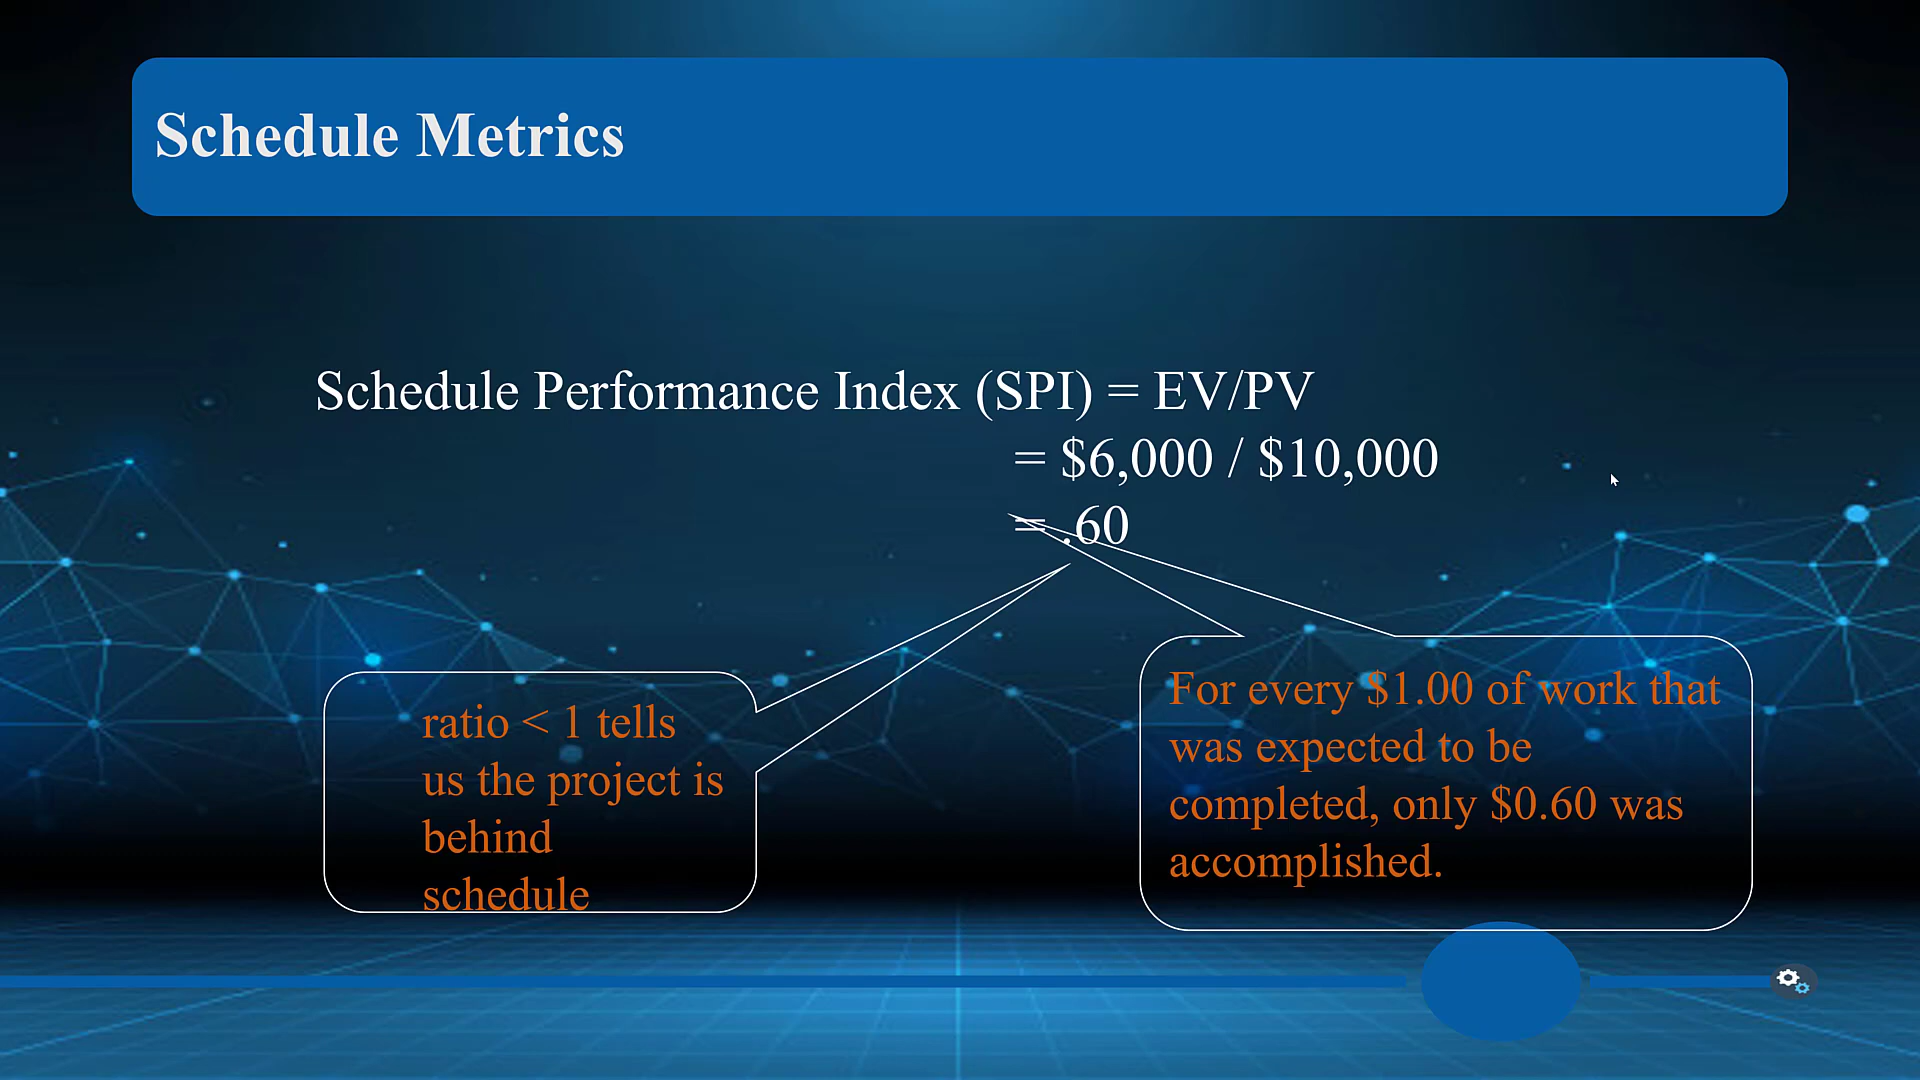 Schedule Metrics
Schedule Performance Index (SPI) = EV/PV
= $6,000 / $10,000
= .60
ratio < 1 tells
us the project is
behind
schedule
For every $1.00 of work that
was expected to be
completed, only $0.60 was
accomplished.